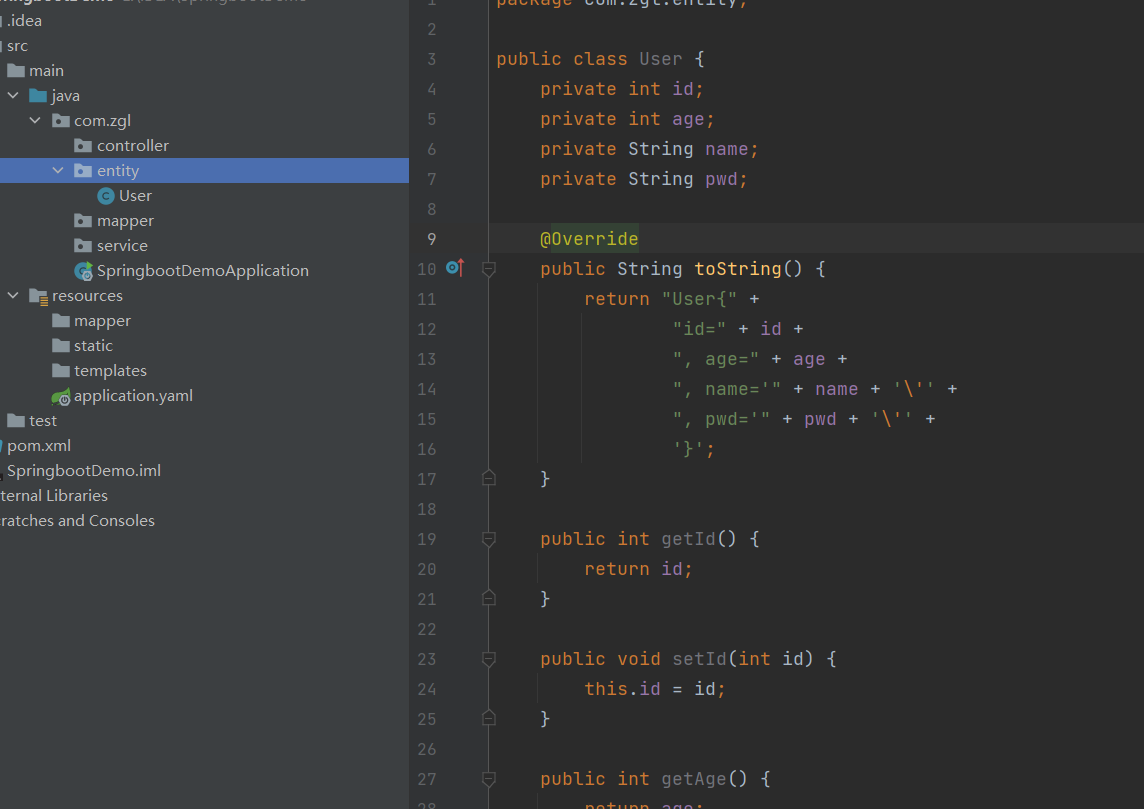 .idea
src
main
java
com.zgl
controller
entity
User
mapper
service
SpringbootDemoApplication
resources
mapper
static
templates
application.yaml
test
pom.xml
SpringbootDemo.iml
ternal Libraries
ratches and Consoles
1 package com.zgl.entity;
2
3 public class User {
4 private int id;
5 private int age;
6 private String name;
7 private String pwd;
8
9 @Override
10 public String toString() {
11 return "User{" +
12 "id=" + id +
13 ", age=" + age +
14 ", name='" + name + '\'' +
15 ", pwd='" + pwd + '\'' +
16 '}';
17 }
18
19 public int getId() {
20 return id;
21 }
22
23 public void setId(int id) {
24 this.id = id;
25 }
26
27 public int getAge() {
28 return age;